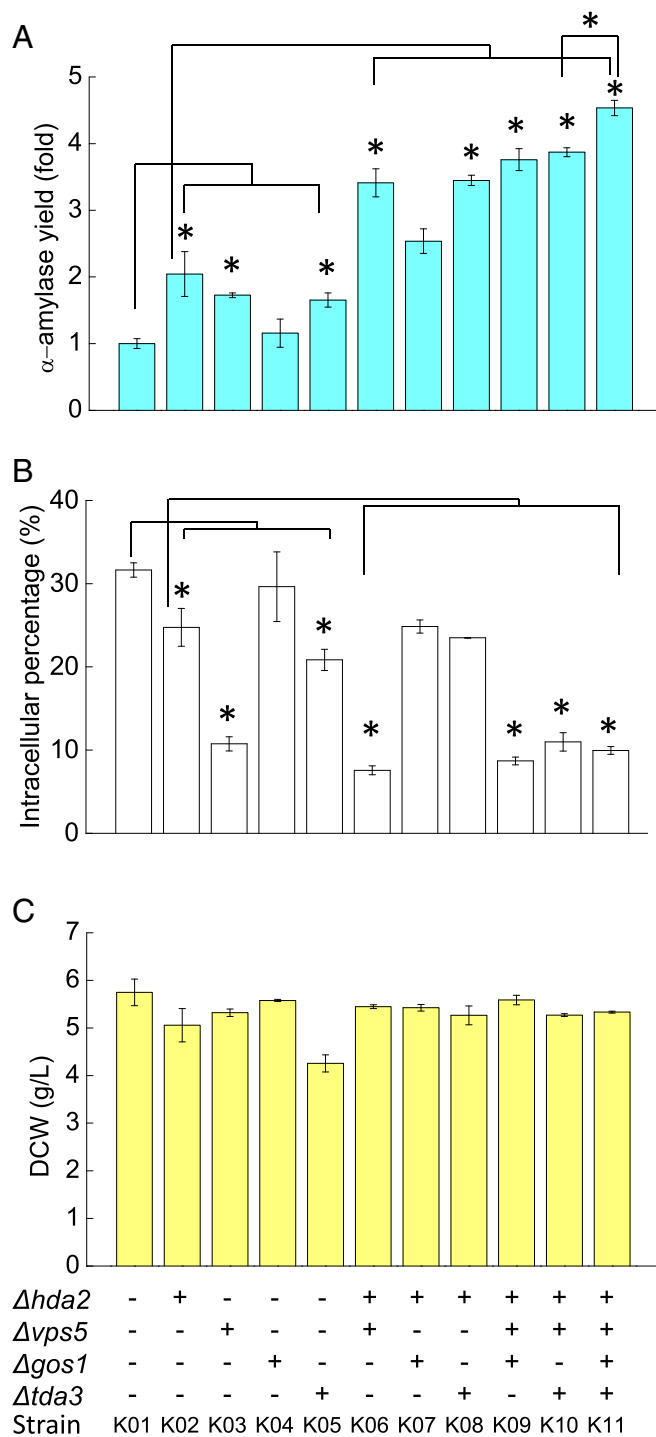 A
α−amylase yield (fold)
5
4
3
2
1
0
* * * * * * * * * *
B
Intracellular percentage (%)
40
30
20
10
0
* * * * * * *
C
DCW (g/L)
7
6
5
4
3
2
1
0
Δhda2 - + - - - + + + + + +
Δvps5 - - + - - + - - + + +
Δgos1 - - - + - - + - + - +
Δtda3 - - - - + - - + - + +
Strain K01 K02 K03 K04 K05 K06 K07 K08 K09 K10 K11